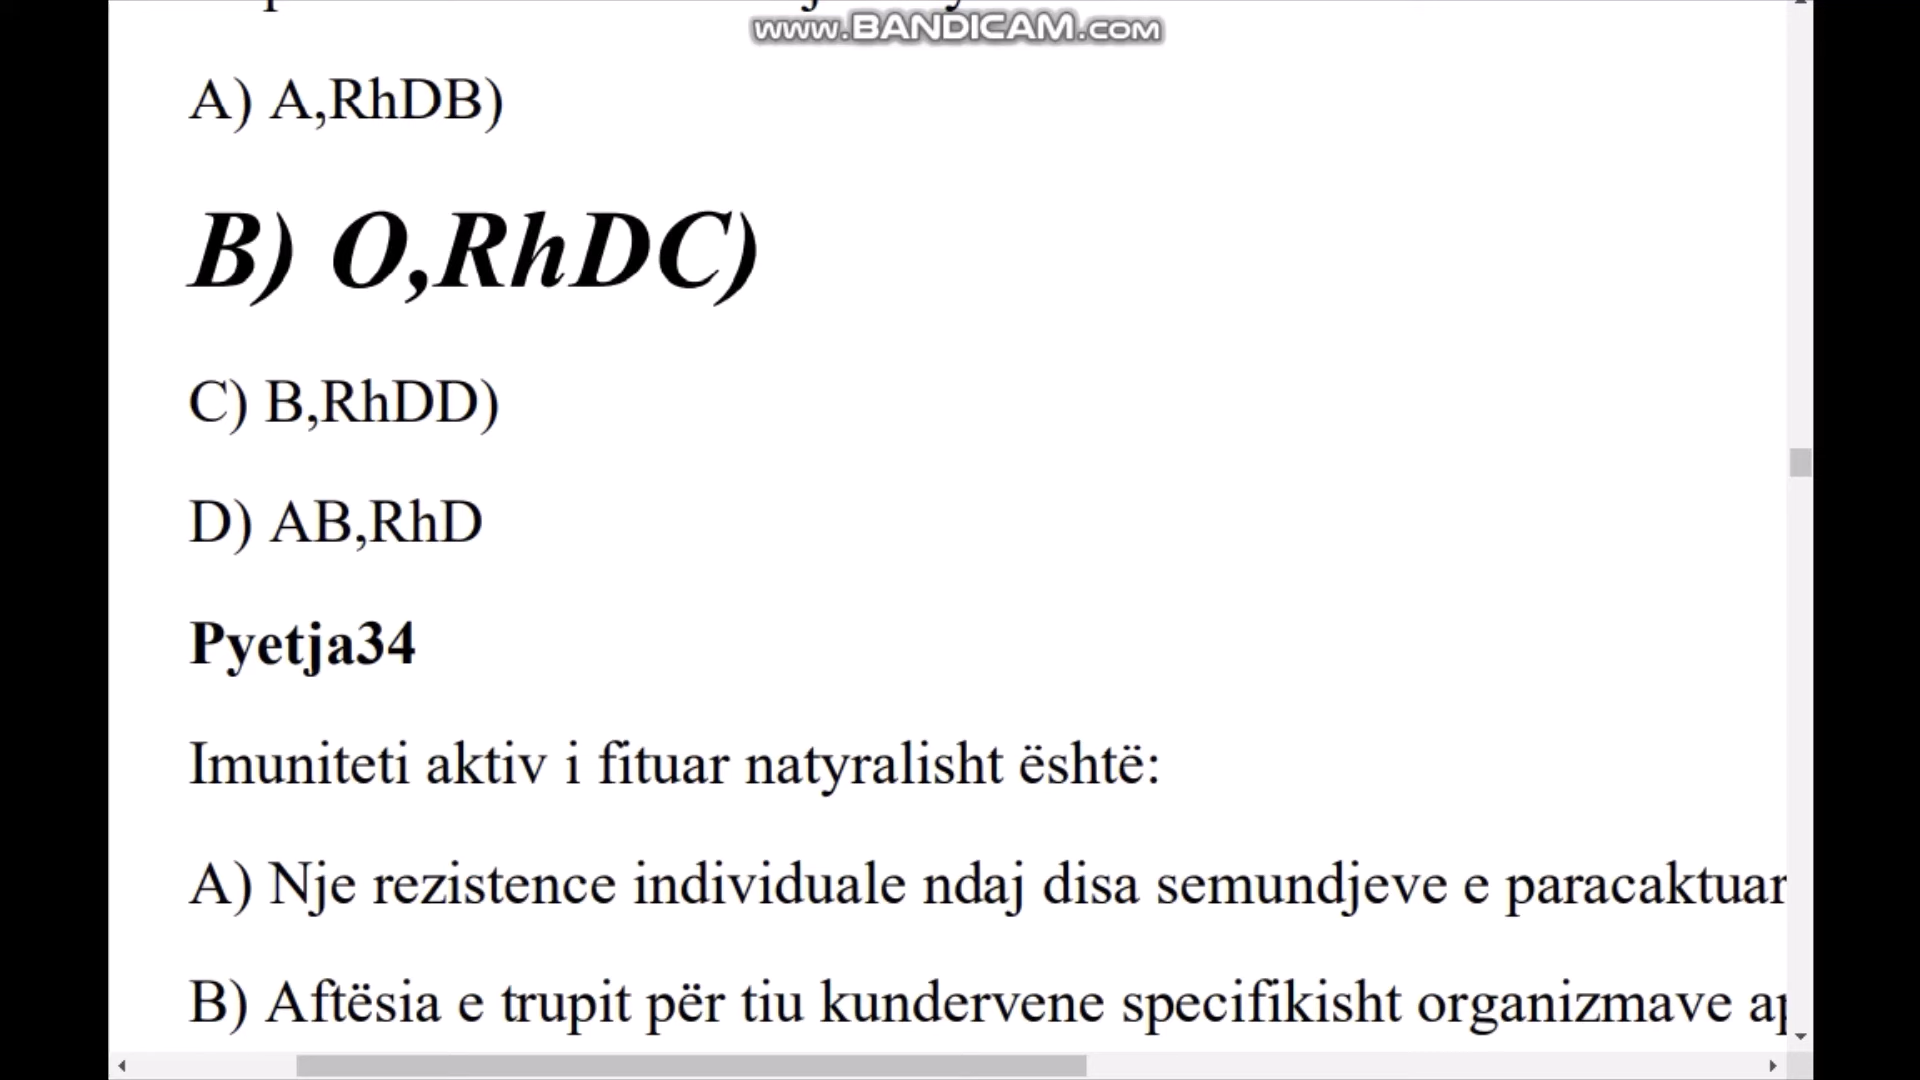 www.BANDICAM.com
A) A,RhDB)
B) O,RhDC)
C) B,RhDD)
D) AB,RhD
Pyetja34
Imuniteti aktiv i fituar natyralisht është:
A) Nje rezistence individuale ndaj disa semundjeve e paracaktuar
B) Aftësia e trupit për tiu kundervene specifikisht organizmave